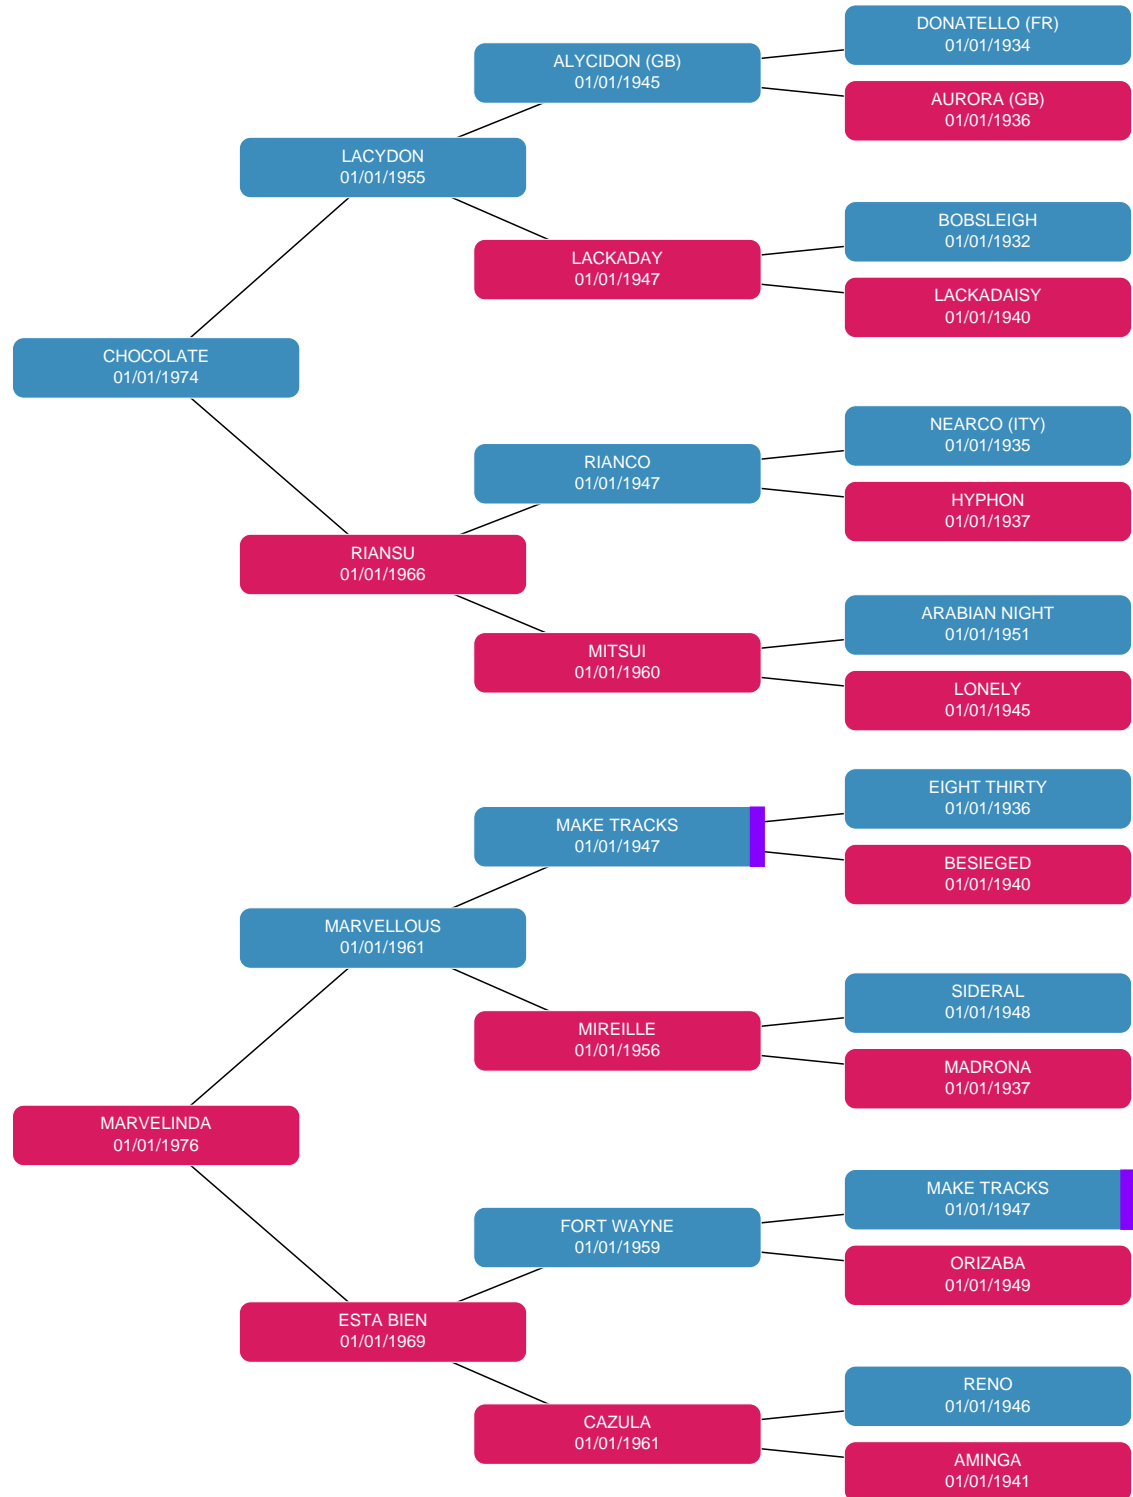 DONATELLO (FR)
01/01/1934
ALYCIDON (GB)
01/01/1945
AURORA (GB)
01/01/1936
LACYDON
01/01/1955
BOBSLEIGH
01/01/1932
LACKADAY
01/01/1947
LACKADAISY
01/01/1940
CHOCOLATE
01/01/1974
NEARCO (ITY)
01/01/1935
RIANCO
01/01/1947
HYPHON
01/01/1937
RIANSU
01/01/1966
ARABIAN NIGHT
01/01/1951
MITSUI
01/01/1960
LONELY
01/01/1945
EIGHT THIRTY
01/01/1936
MAKE TRACKS
01/01/1947
BESIEGED
01/01/1940
MARVELLOUS
01/01/1961
SIDERAL
01/01/1948
MIREILLE
01/01/1956
MADRONA
01/01/1937
MARVELINDA
01/01/1976
MAKE TRACKS
01/01/1947
FORT WAYNE
01/01/1959
ORIZABA
01/01/1949
ESTA BIEN
01/01/1969
RENO
01/01/1946
CAZULA
01/01/1961
AMINGA
01/01/1941